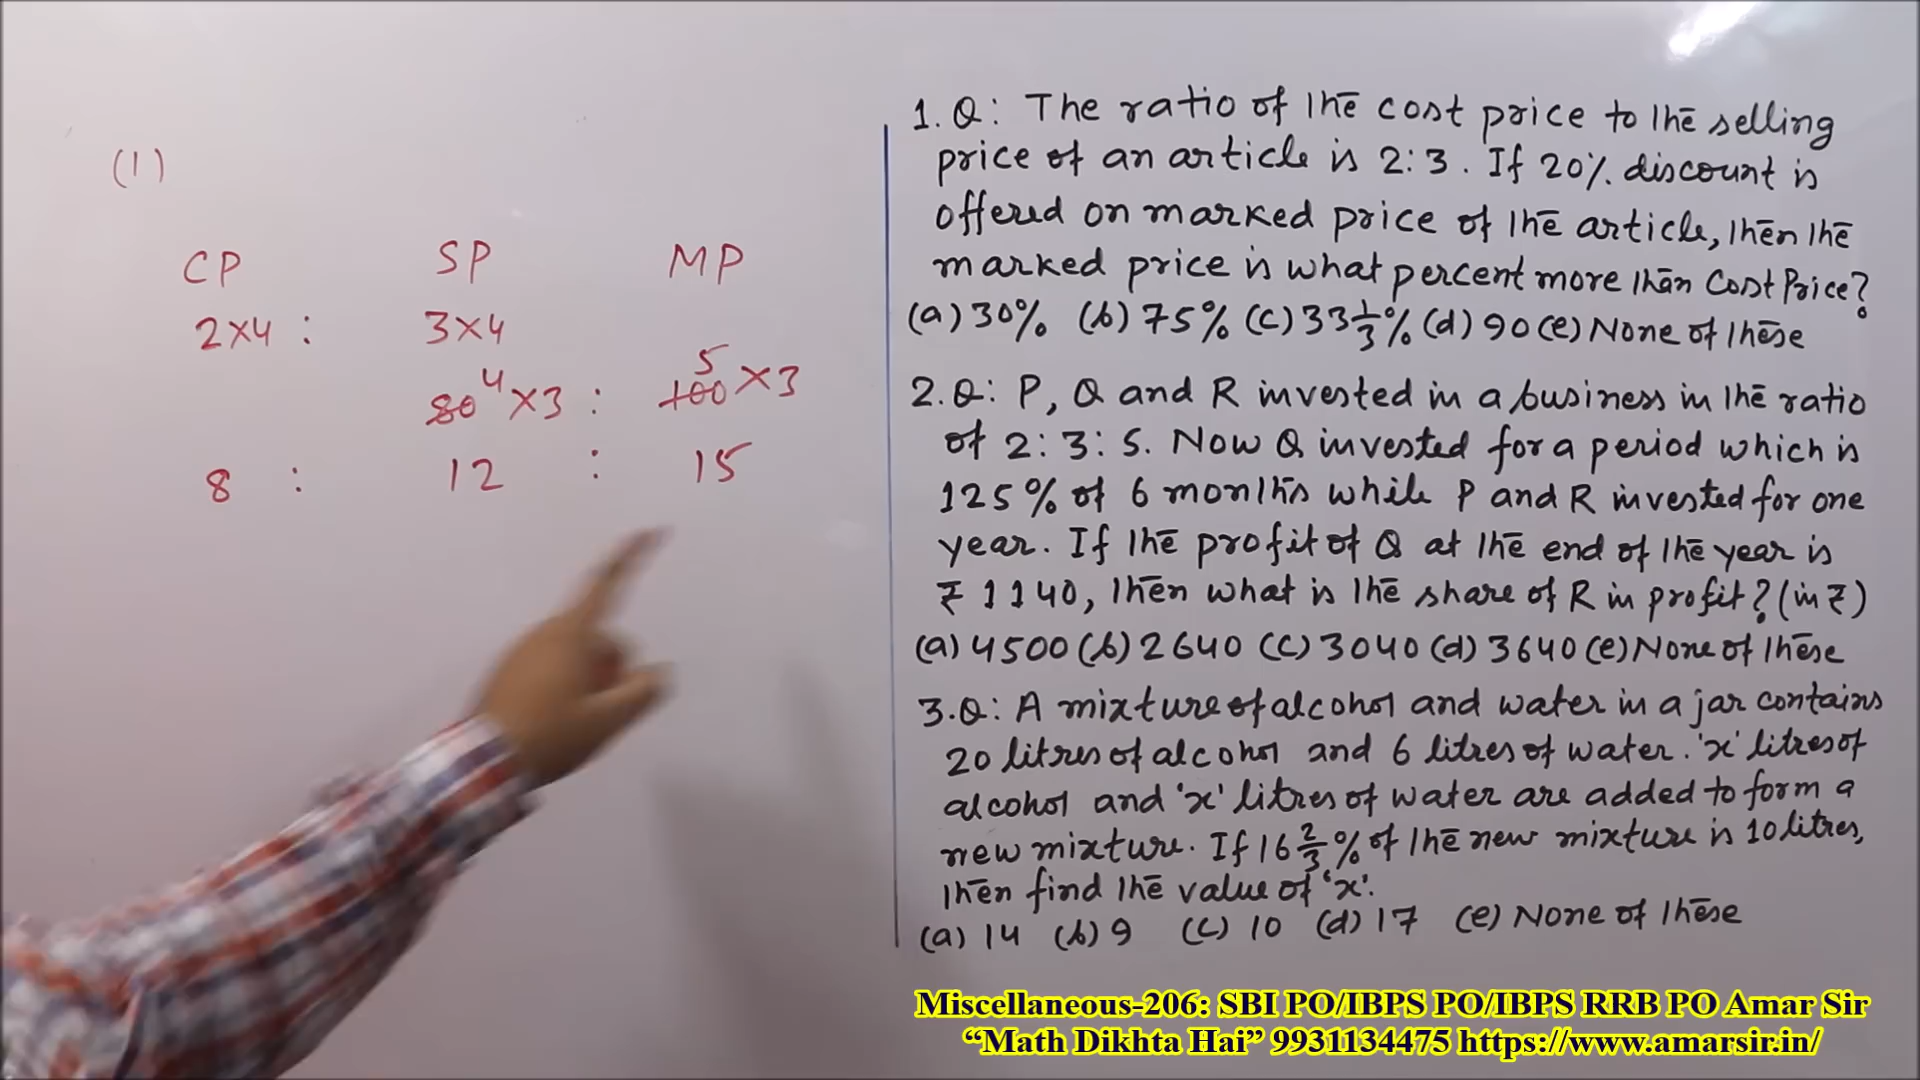 (1)
CP SP MP
2×4 : 3×4
80 4 ×3 : 100 5 ×3
8 : 12 : 15
1. Q: The ratio of the cost price to the selling
price of an article is 2:3. If 20% discount is
offered on marked price of the article, then the
marked price is what percent more than Cost Price?
(a) 30% (b) 75% (c) 33 1/3 % (d) 90 (e) None of these
2. Q: P, Q and R invested in a business in the ratio
of 2:3:5. Now Q invested for a period which is
125% of 6 months while P and R invested for one
year. If the profit of Q at the end of the year is
₹ 1140, then what is the share of R in profit? (in ₹)
(a) 4500 (b) 2640 (c) 3040 (d) 3640 (e) None of these
3. Q: A mixture of alcohol and water in a jar contains
20 litres of alcohol and 6 litres of water. 'x' litres of
alcohol and 'x' litres of water are added to form a
new mixture. If 16 2/3 % of the new mixture is 10 litres,
then find the value of 'x'.
(a) 14 (b) 9 (c) 10 (d) 17 (e) None of these
Miscellaneous-206: SBI PO/IBPS PO/IBPS RRB PO Amar Sir
“Math Dikhta Hai” 9931134475 https://www.amarsir.in/